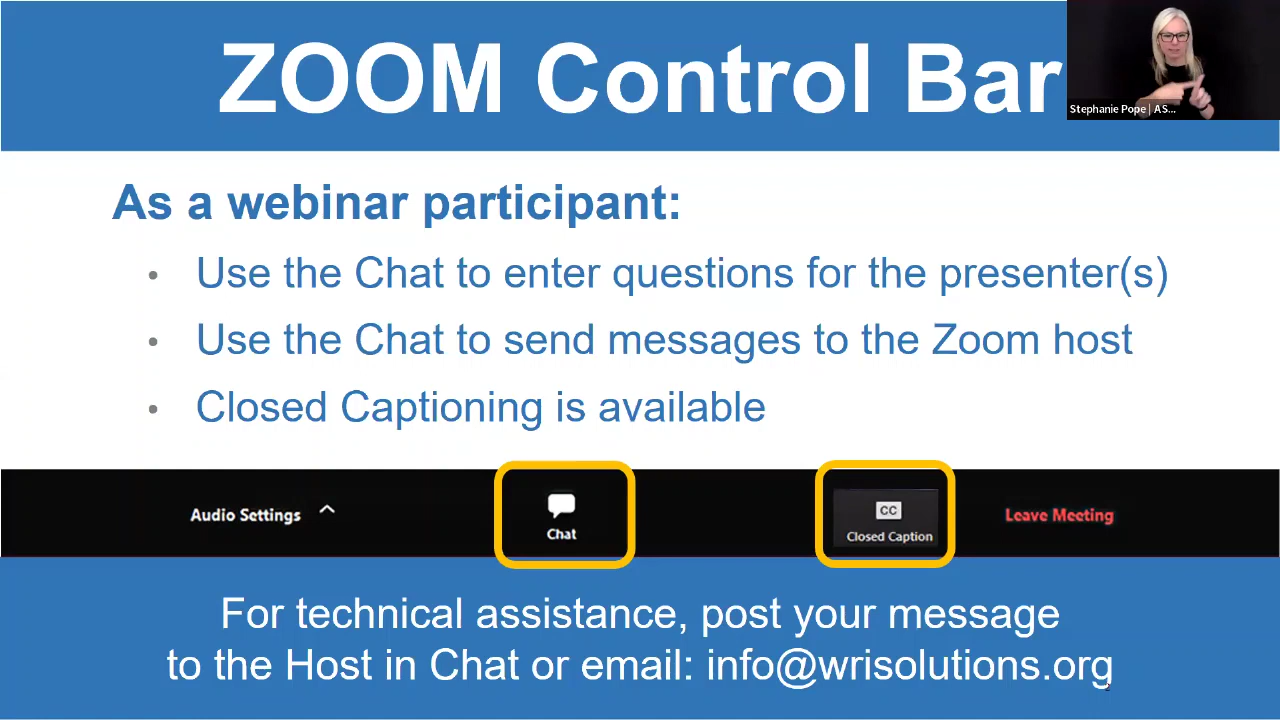 ZOOM Control Bar
Stephanie Pope | AS...
As a webinar participant:
• Use the Chat to enter questions for the presenter(s)
• Use the Chat to send messages to the Zoom host
• Closed Captioning is available
Audio Settings
Chat
CC
Closed Caption
Leave Meeting
For technical assistance, post your message
to the Host in Chat or email: info@wrisolutions.org